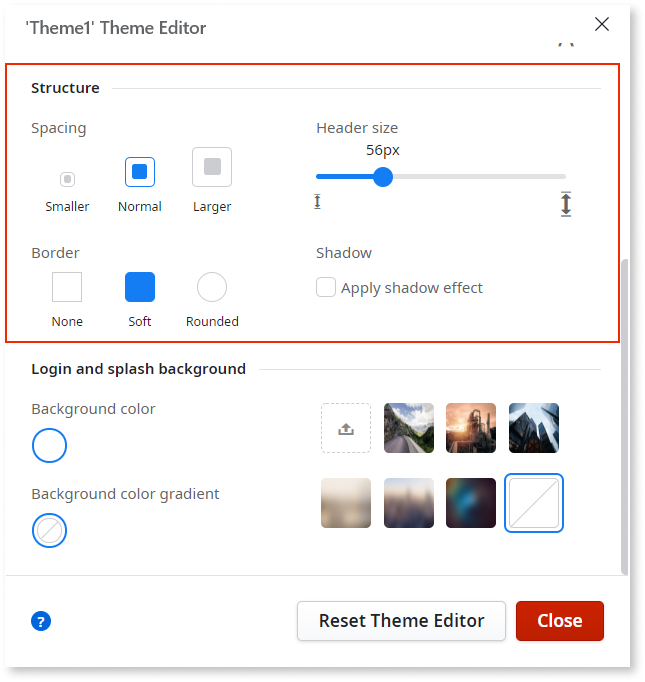 'Theme1' Theme Editor
Structure
Spacing
Header size
56px
Smaller
Normal
Larger
Border
Shadow
Apply shadow effect
None
Soft
Rounded
Login and splash background
Background color
Background color gradient
?
Reset Theme Editor
Close